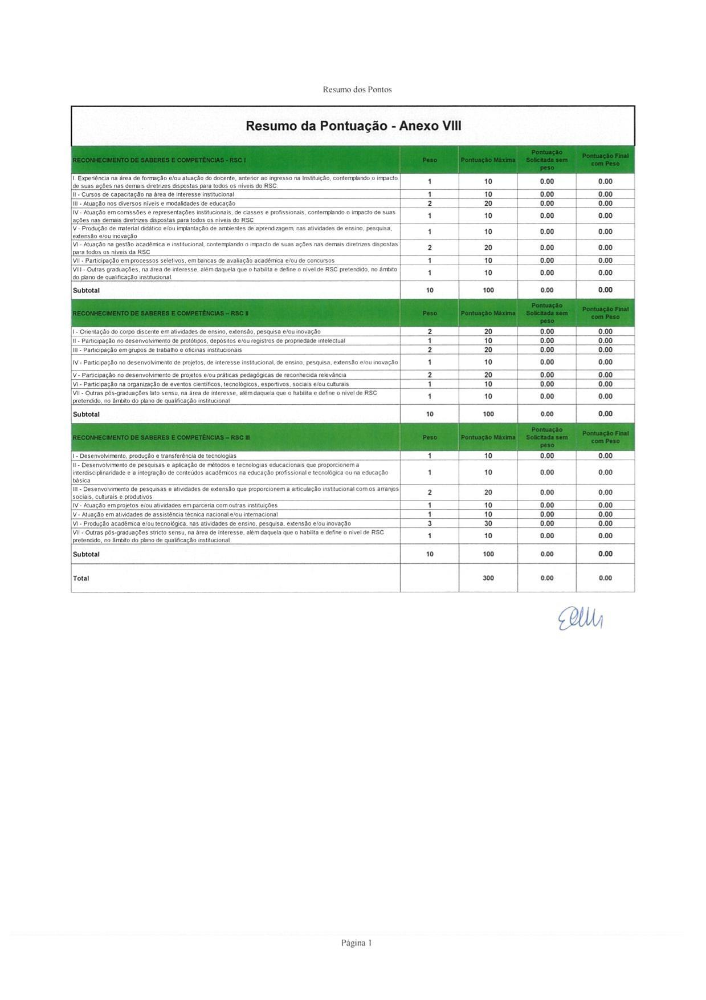 Resumo dos Pontos
Resumo da Pontuação - Anexo VIII
RECONHECIMENTO DE SABERES E COMPETÊNCIAS - RSC I Peso Pontuação Máxima Pontuação Solicitada sem peso Pontuação Final com Peso
I. Experiência na área de formação e/ou atuação do docente, anterior ao ingresso na Instituição, contemplando o impacto
de suas ações nas demais diretrizes dispostas para todos os níveis do RSC. 1 10 0.00 0.00
II - Cursos de capacitação na área de interesse institucional 1 10 0.00 0.00
III - Atuação nos diversos níveis e modalidades de educação 2 20 0.00 0.00
IV - Atuação em comissões e representações institucionais, de classes e profissionais, contemplando o impacto de suas
ações nas demais diretrizes dispostas para todos os níveis do RSC 1 10 0.00 0.00
V - Produção de material didático e/ou implantação de ambientes de aprendizagem, nas atividades de ensino, pesquisa,
extensão e/ou inovação 1 10 0.00 0.00
VI - Atuação na gestão acadêmica e institucional, contemplando o impacto de suas ações nas demais diretrizes dispostas
para todos os níveis da RSC 2 20 0.00 0.00
VII - Participação em processos seletivos, em bancas de avaliação acadêmica e/ou de concursos 1 10 0.00 0.00
VIII - Outras graduações, na área de interesse, além daquela que o habilita e define o nível de RSC pretendido, no âmbito
do plano de qualificação institucional. 1 10 0.00 0.00
Subtotal 10 100 0.00 0.00
RECONHECIMENTO DE SABERES E COMPETÊNCIAS – RSC II Peso Pontuação Máxima Pontuação Solicitada sem peso Pontuação Final com Peso
I - Orientação do corpo discente em atividades de ensino, extensão, pesquisa e/ou inovação 2 20 0.00 0.00
II - Participação no desenvolvimento de protótipos, depósitos e/ou registros de propriedade intelectual 1 10 0.00 0.00
III - Participação em grupos de trabalho e oficinas institucionais 2 20 0.00 0.00
IV - Participação no desenvolvimento de projetos, de interesse institucional, de ensino, pesquisa, extensão e/ou inovação 1 10 0.00 0.00
V - Participação no desenvolvimento de projetos e/ou práticas pedagógicas de reconhecida relevância 2 20 0.00 0.00
VI - Participação na organização de eventos científicos, tecnológicos, esportivos, sociais e/ou culturais 1 10 0.00 0.00
VII - Outras pós-graduações lato sensu, na área de interesse, além daquela que o habilita e define o nível de RSC
pretendido, no âmbito do plano de qualificação institucional 1 10 0.00 0.00
Subtotal 10 100 0.00 0.00
RECONHECIMENTO DE SABERES E COMPETÊNCIAS – RSC III Peso Pontuação Máxima Pontuação Solicitada sem peso Pontuação Final com Peso
I - Desenvolvimento, produção e transferência de tecnologias 1 10 0.00 0.00
II - Desenvolvimento de pesquisas e aplicação de métodos e tecnologias educacionais que proporcionem a
interdisciplinaridade e a integração de conteúdos acadêmicos na educação profissional e tecnológica ou na educação
básica 1 10 0.00 0.00
III - Desenvolvimento de pesquisas e atividades de extensão que proporcionem a articulação institucional com os arranjos
sociais, culturais e produtivos 2 20 0.00 0.00
IV - Atuação em projetos e/ou atividades em parceria com outras instituições 1 10 0.00 0.00
V - Atuação em atividades de assistência técnica nacional e/ou internacional 1 10 0.00 0.00
VI - Produção acadêmica e/ou tecnológica, nas atividades de ensino, pesquisa, extensão e/ou inovação 3 30 0.00 0.00
VII - Outras pós-graduações stricto sensu, na área de interesse, além daquela que o habilita e define o nível de RSC
pretendido, no âmbito do plano de qualificação institucional 1 10 0.00 0.00
Subtotal 10 100 0.00 0.00
Total 300 0.00 0.00
Página 1